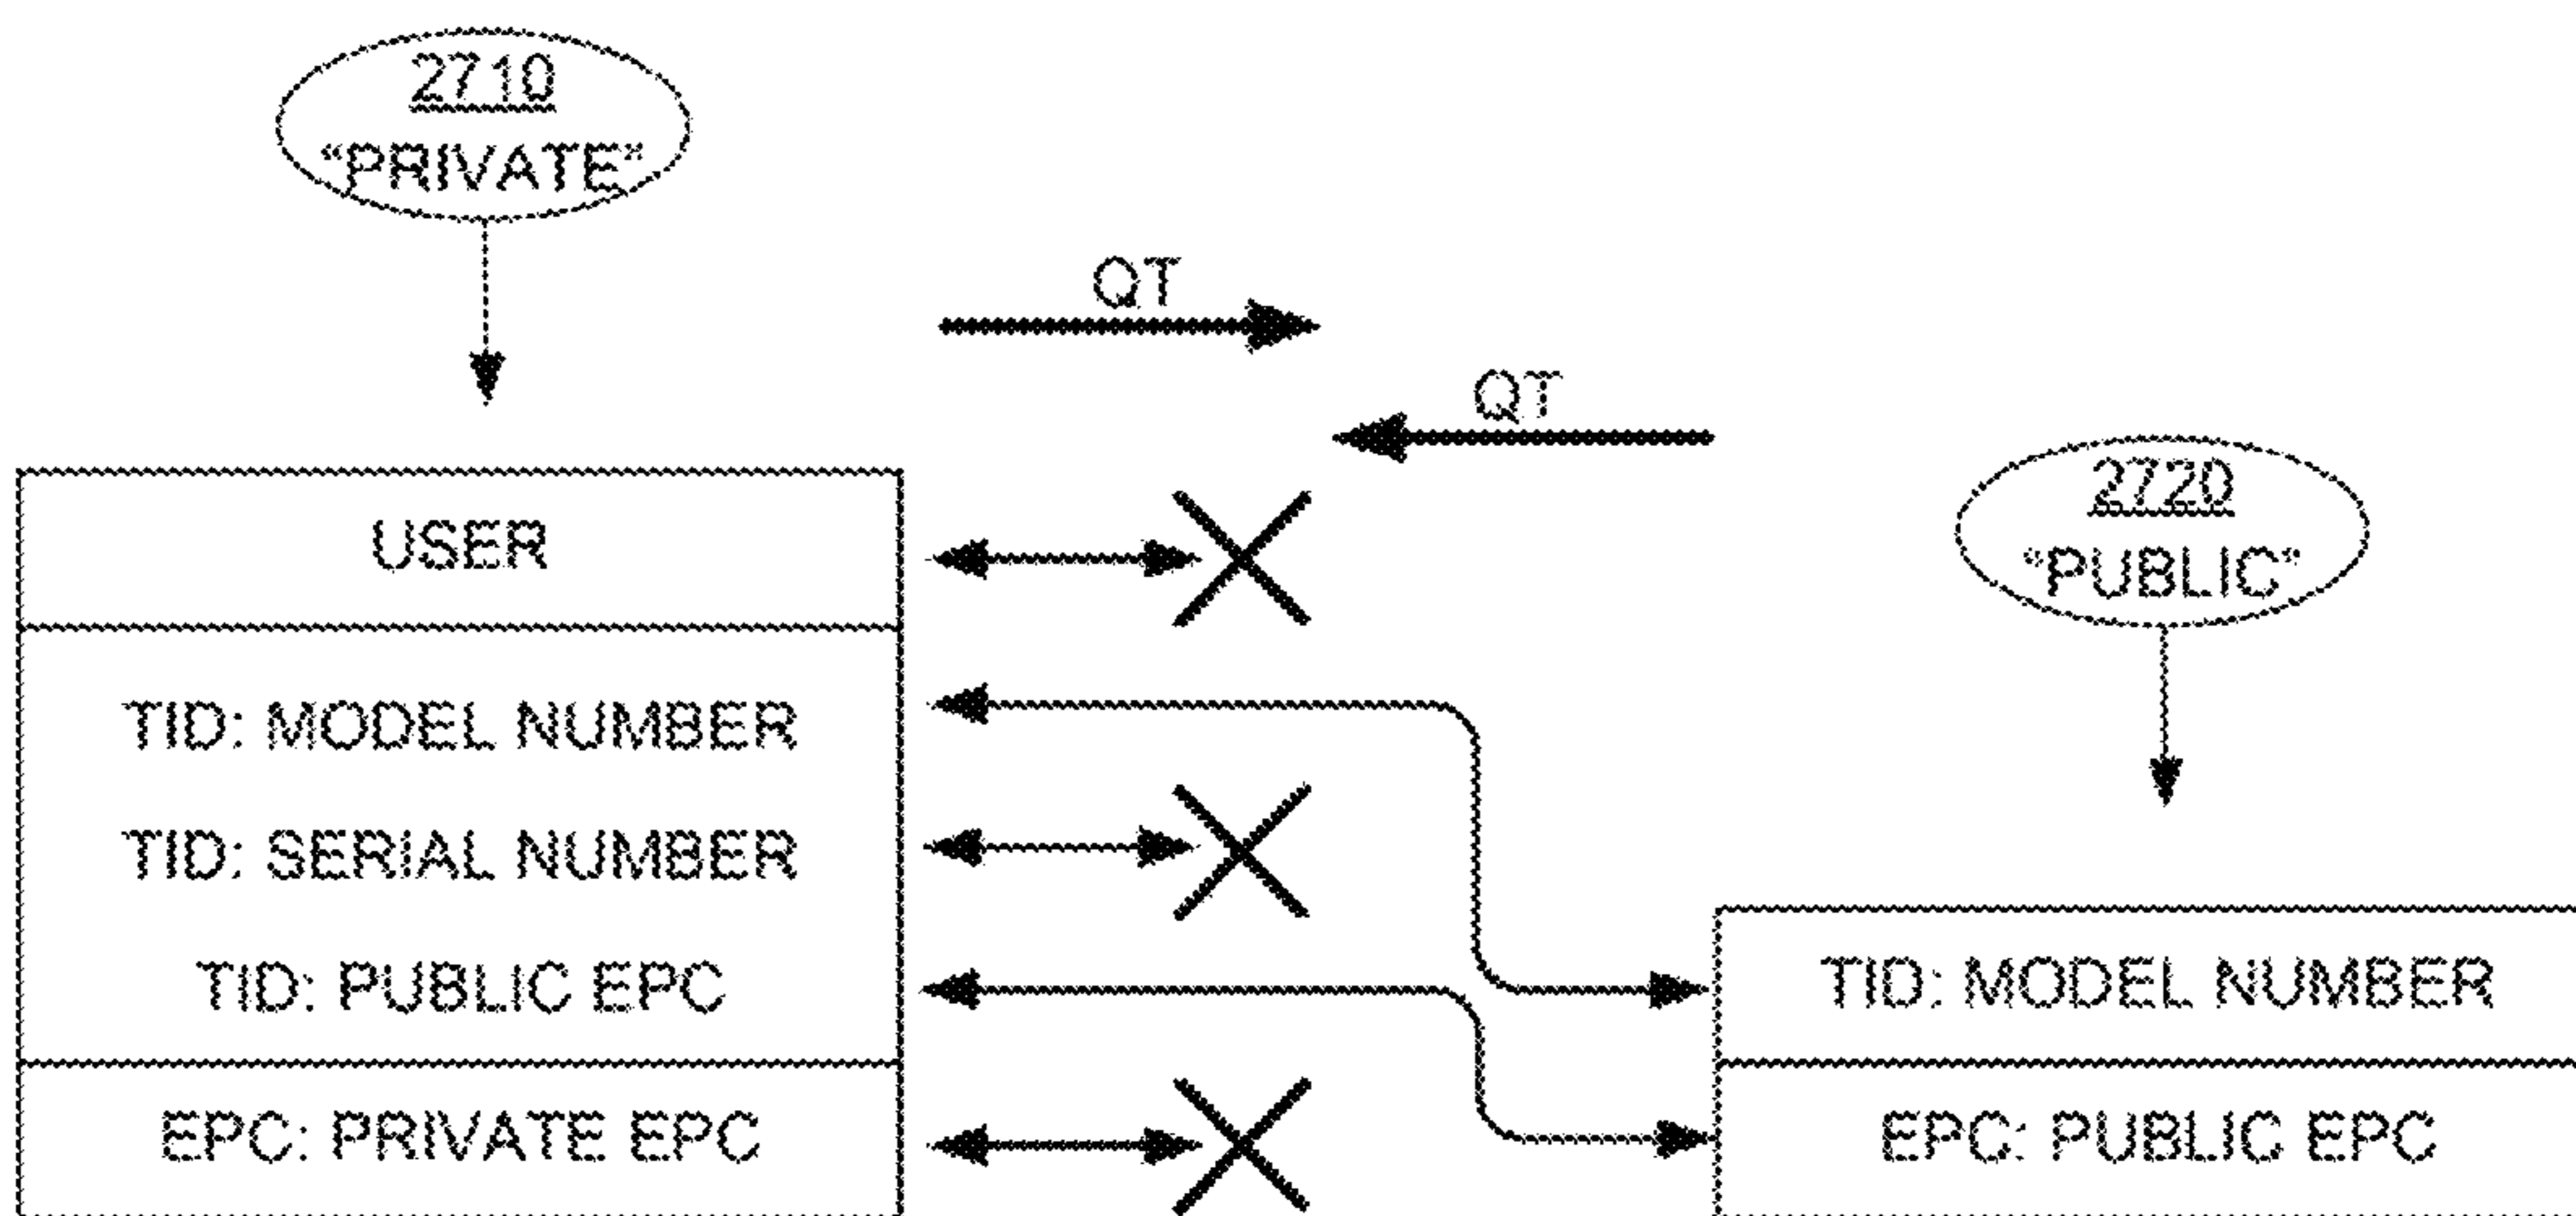 2710
“PRIVATE”
QT
QT
2720
“PUBLIC”
USER
TID: MODEL NUMBER
TID: SERIAL NUMBER
TID: PUBLIC EPC
EPC: PRIVATE EPC
TID: MODEL NUMBER
EPC: PUBLIC EPC